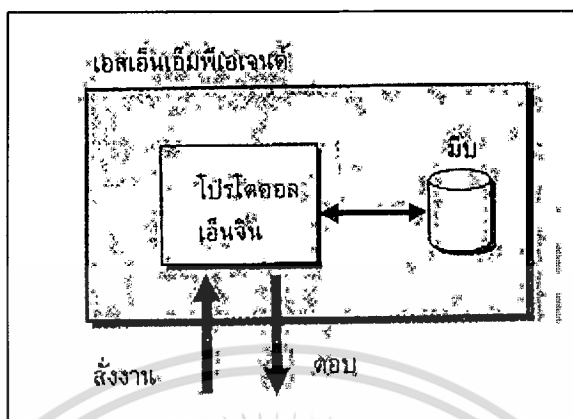 เอสเอ็นเอ็มพีเอเจนต์
มิบ
โปรโตคอล
เอ็นจิน
สั่งงาน
ตอบ